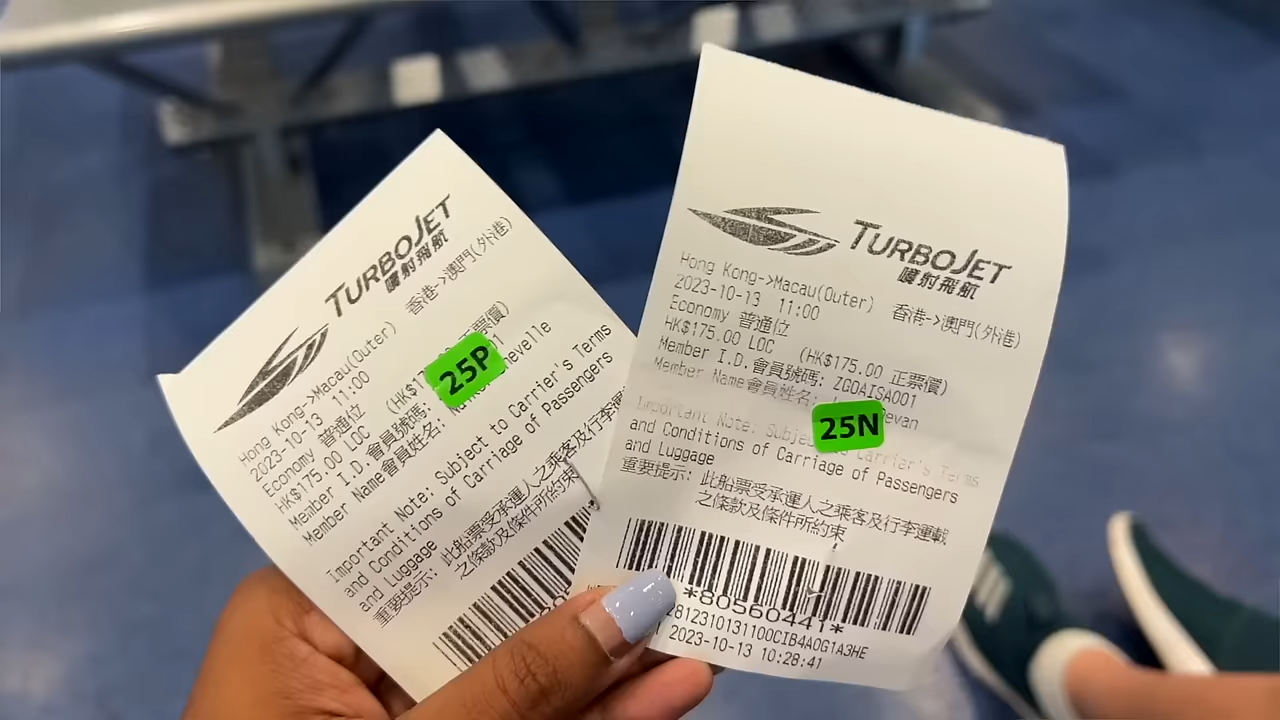 TURBOJET
噴射飛航
Hong Kong->Macau(Outer) 香港->澳門(外港)
2023-10-13 11:00
Economy 普通位
HK$175.00 LOC (HK$1 正票價)
Member I.D.會員號碼:
Member Name會員姓名: nevelle
25P
Important Note: Subject to Carrier's Terms
and Conditions of Carriage of Passengers
and Luggage
重要提示: 此船票受承運人之乘客及行李運
之條款及條件所約束
TURBOJET
噴射飛航
Hong Kong->Macau(Outer) 香港->澳門(外港)
2023-10-13 11:00
Economy 普通位
HK$175.00 LOC (HK$175.00 正票價)
Member I.D.會員號碼: ZGOAISA001
Member Name會員姓名: Devan
25N
Important Note: Subject to Carrier's Terms
and Conditions of Carriage of Passengers
and Luggage
重要提示: 此船票受承運人之乘客及行李運載
之條款及條件所約束
*80560441*
2812310131100CIB4A0G1A3HE
2023-10-13 10:28:41